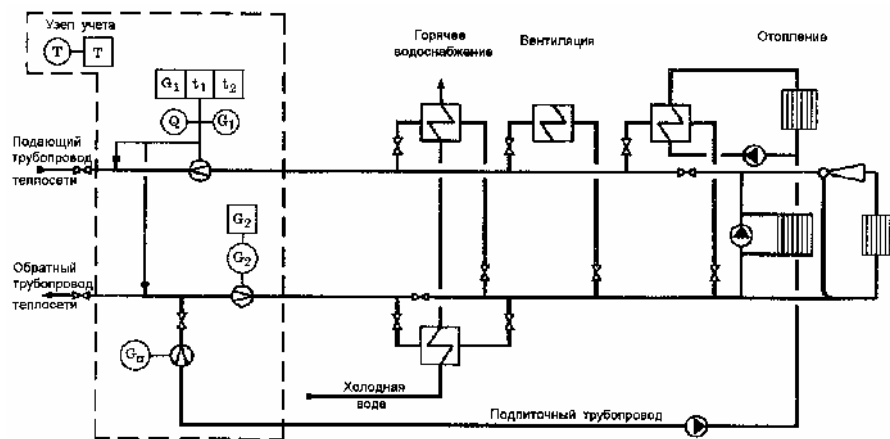 Узел учета
T T
Горячее
водоснабжение
Вентиляция
Отопление
G₁ t₁ t₂
Q G₁
Подающий
трубопровод
теплосети
G₂
G₂
Обратный
трубопровод
теплосети
Gп
Холодная
вода
Подпиточный трубопровод